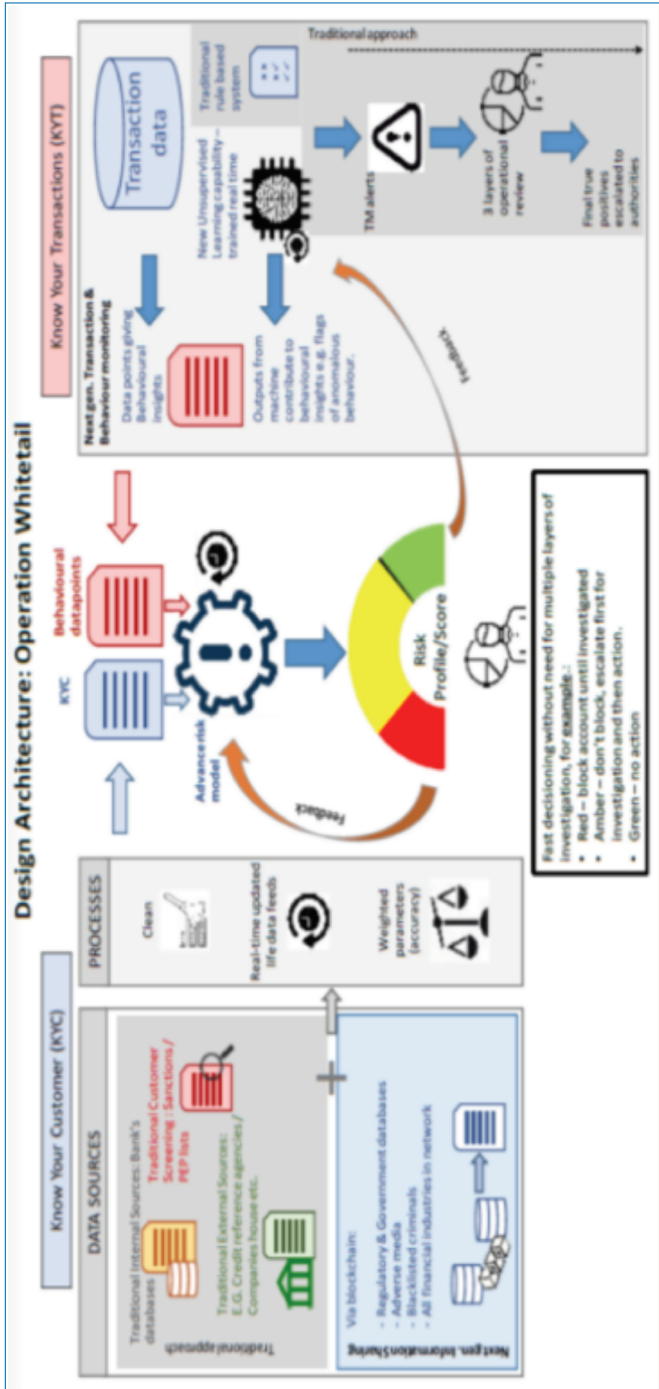 Design Architecture: Operation Whitetail
Know Your Customer (KYC)
DATA SOURCES
Traditional approach
Traditional Internal Sources: Bank's
databases
Traditional Customer
Screening : Sanctions /
PEP lists
Traditional External Sources:
E.G. Credit reference agencies /
Companies house etc.
Next gen. Information Sharing
Via blockchain:
- Regulatory & Government databases
- Adverse media
- Blacklisted criminals
- All financial industries in network
PROCESSES
Clean
Real-time updated
life data feeds
Weighted
parameters
(accuracy)
KYC
Behavioural
datapoints
Advance risk
model
Feedback
Risk
Profile/Score
Fast decisioning without need for multiple layers of
investigation, for example.:
• Red – block account until investigated
• Amber – don't block, escalate first for
investigation and then action.
• Green – no action
Know Your Transactions (KYT)
Next gen. Transaction &
Behaviour monitoring
Data points giving
Behavioural
insights
Transaction
data
New Unsupervised
Learning capability –
trained real time
Traditional
rule based
system
Outputs from
machine
contribute to
behavioural
insights e.g. flags
of anomalous
behaviour.
Feedback
Traditional approach
TM alerts
3 layers of
operational
review
Final true
positives
escalated to
authorities